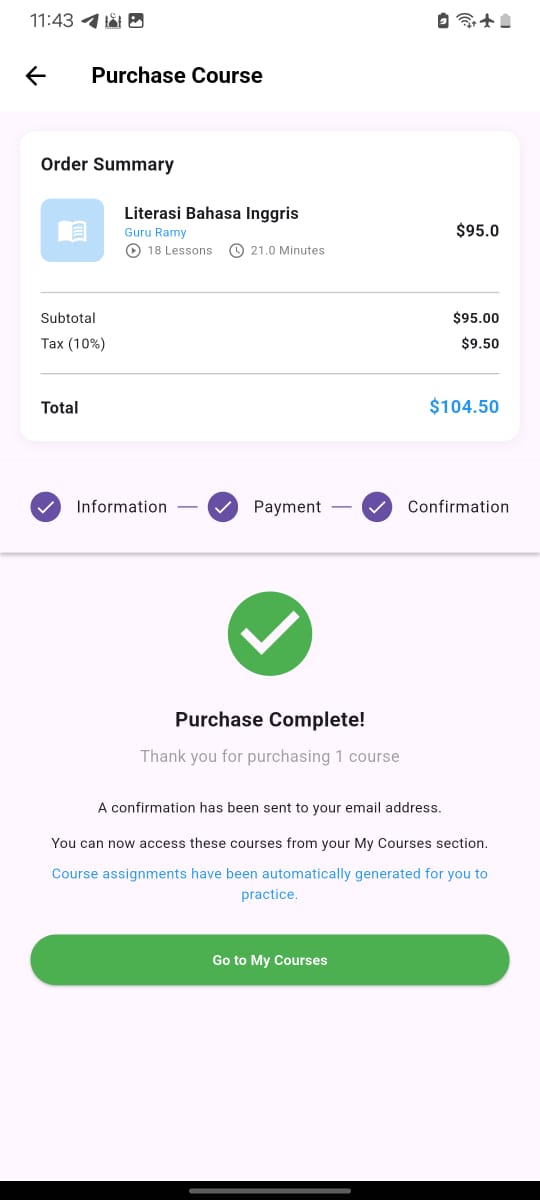 11:43
Purchase Course
Order Summary
Literasi Bahasa Inggris
Guru Ramy
18 Lessons 21.0 Minutes
$95.0
Subtotal $95.00
Tax (10%) $9.50
Total $104.50
Information Payment Confirmation
Purchase Complete!
Thank you for purchasing 1 course
A confirmation has been sent to your email address.
You can now access these courses from your My Courses section.
Course assignments have been automatically generated for you to
practice.
Go to My Courses